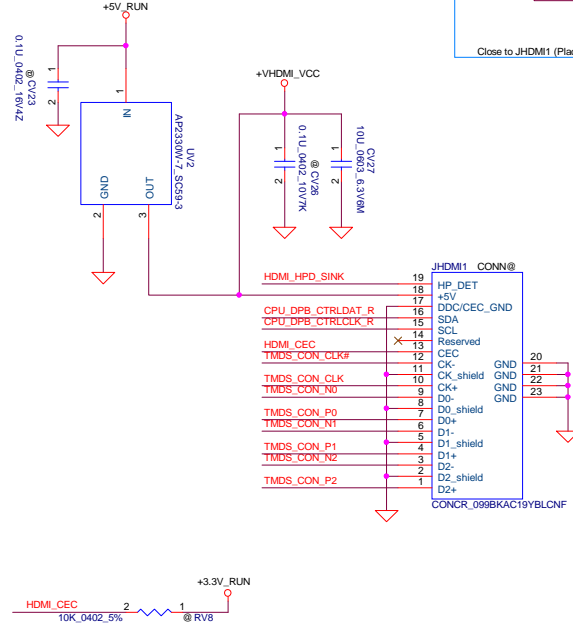 +5V_RUN
Close to JHDMI1 (Plac
0.1U_0402_16V4Z
@ CV23
1
2
1
IN
UV2
AP2330W-7_SC59-3
GND
OUT
2
3
+VHDMI_VCC
1
2
@ CV26
0.1U_0402_10V7K
1
2
CV27
10U_0603_6.3V6M
JHDMI1 CONN@
HDMI_HPD_SINK 19 HP_DET
18 +5V
17 DDC/CEC_GND
CPU_DPB_CTRLDAT_R 16 SDA
CPU_DPB_CTRLCLK_R 15 SCL
14 Reserved
HDMI_CEC 13 CEC
TMDS_CON_CLK# 12 CK- GND 20
11 CK_shield GND 21
TMDS_CON_CLK 10 CK+ GND 22
TMDS_CON_N0 9 D0- GND 23
8 D0_shield
TMDS_CON_P0 7 D0+
TMDS_CON_N1 6 D1-
5 D1_shield
TMDS_CON_P1 4 D1+
TMDS_CON_N2 3 D2-
2 D2_shield
TMDS_CON_P2 1 D2+
CONCR_099BKAC19YBLCNF
+3.3V_RUN
HDMI_CEC 2 1
10K_0402_5% @ RV8